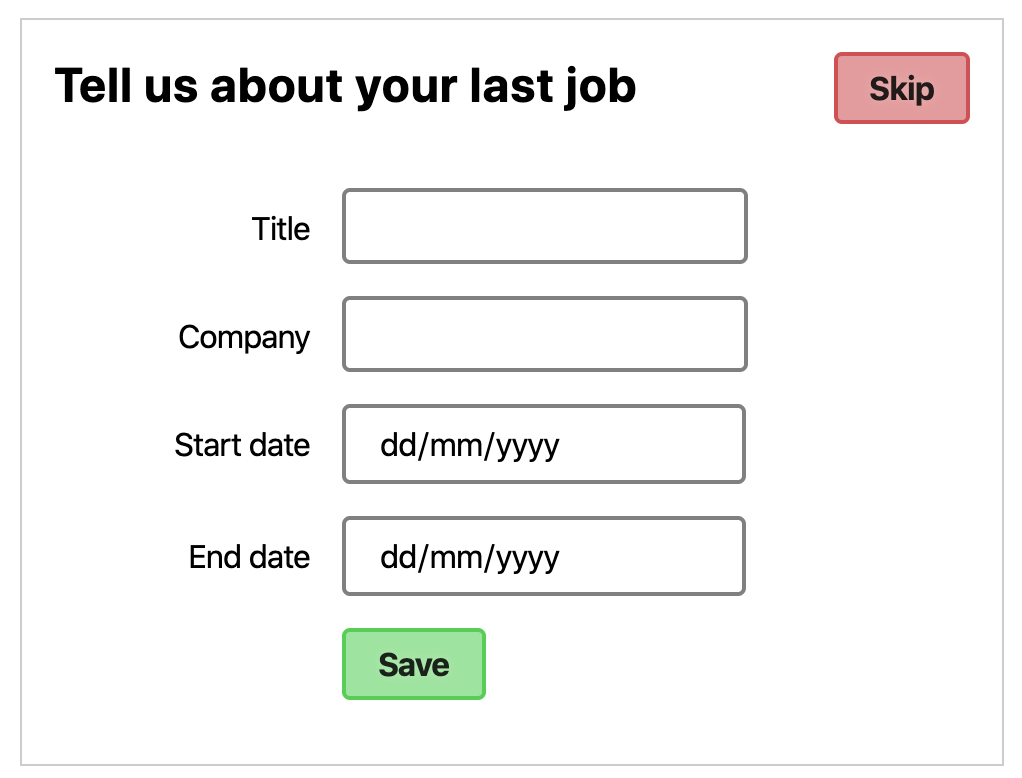 Tell us about your last job
Skip
Title
Company
Start date
dd/mm/yyyy
End date
dd/mm/yyyy
Save